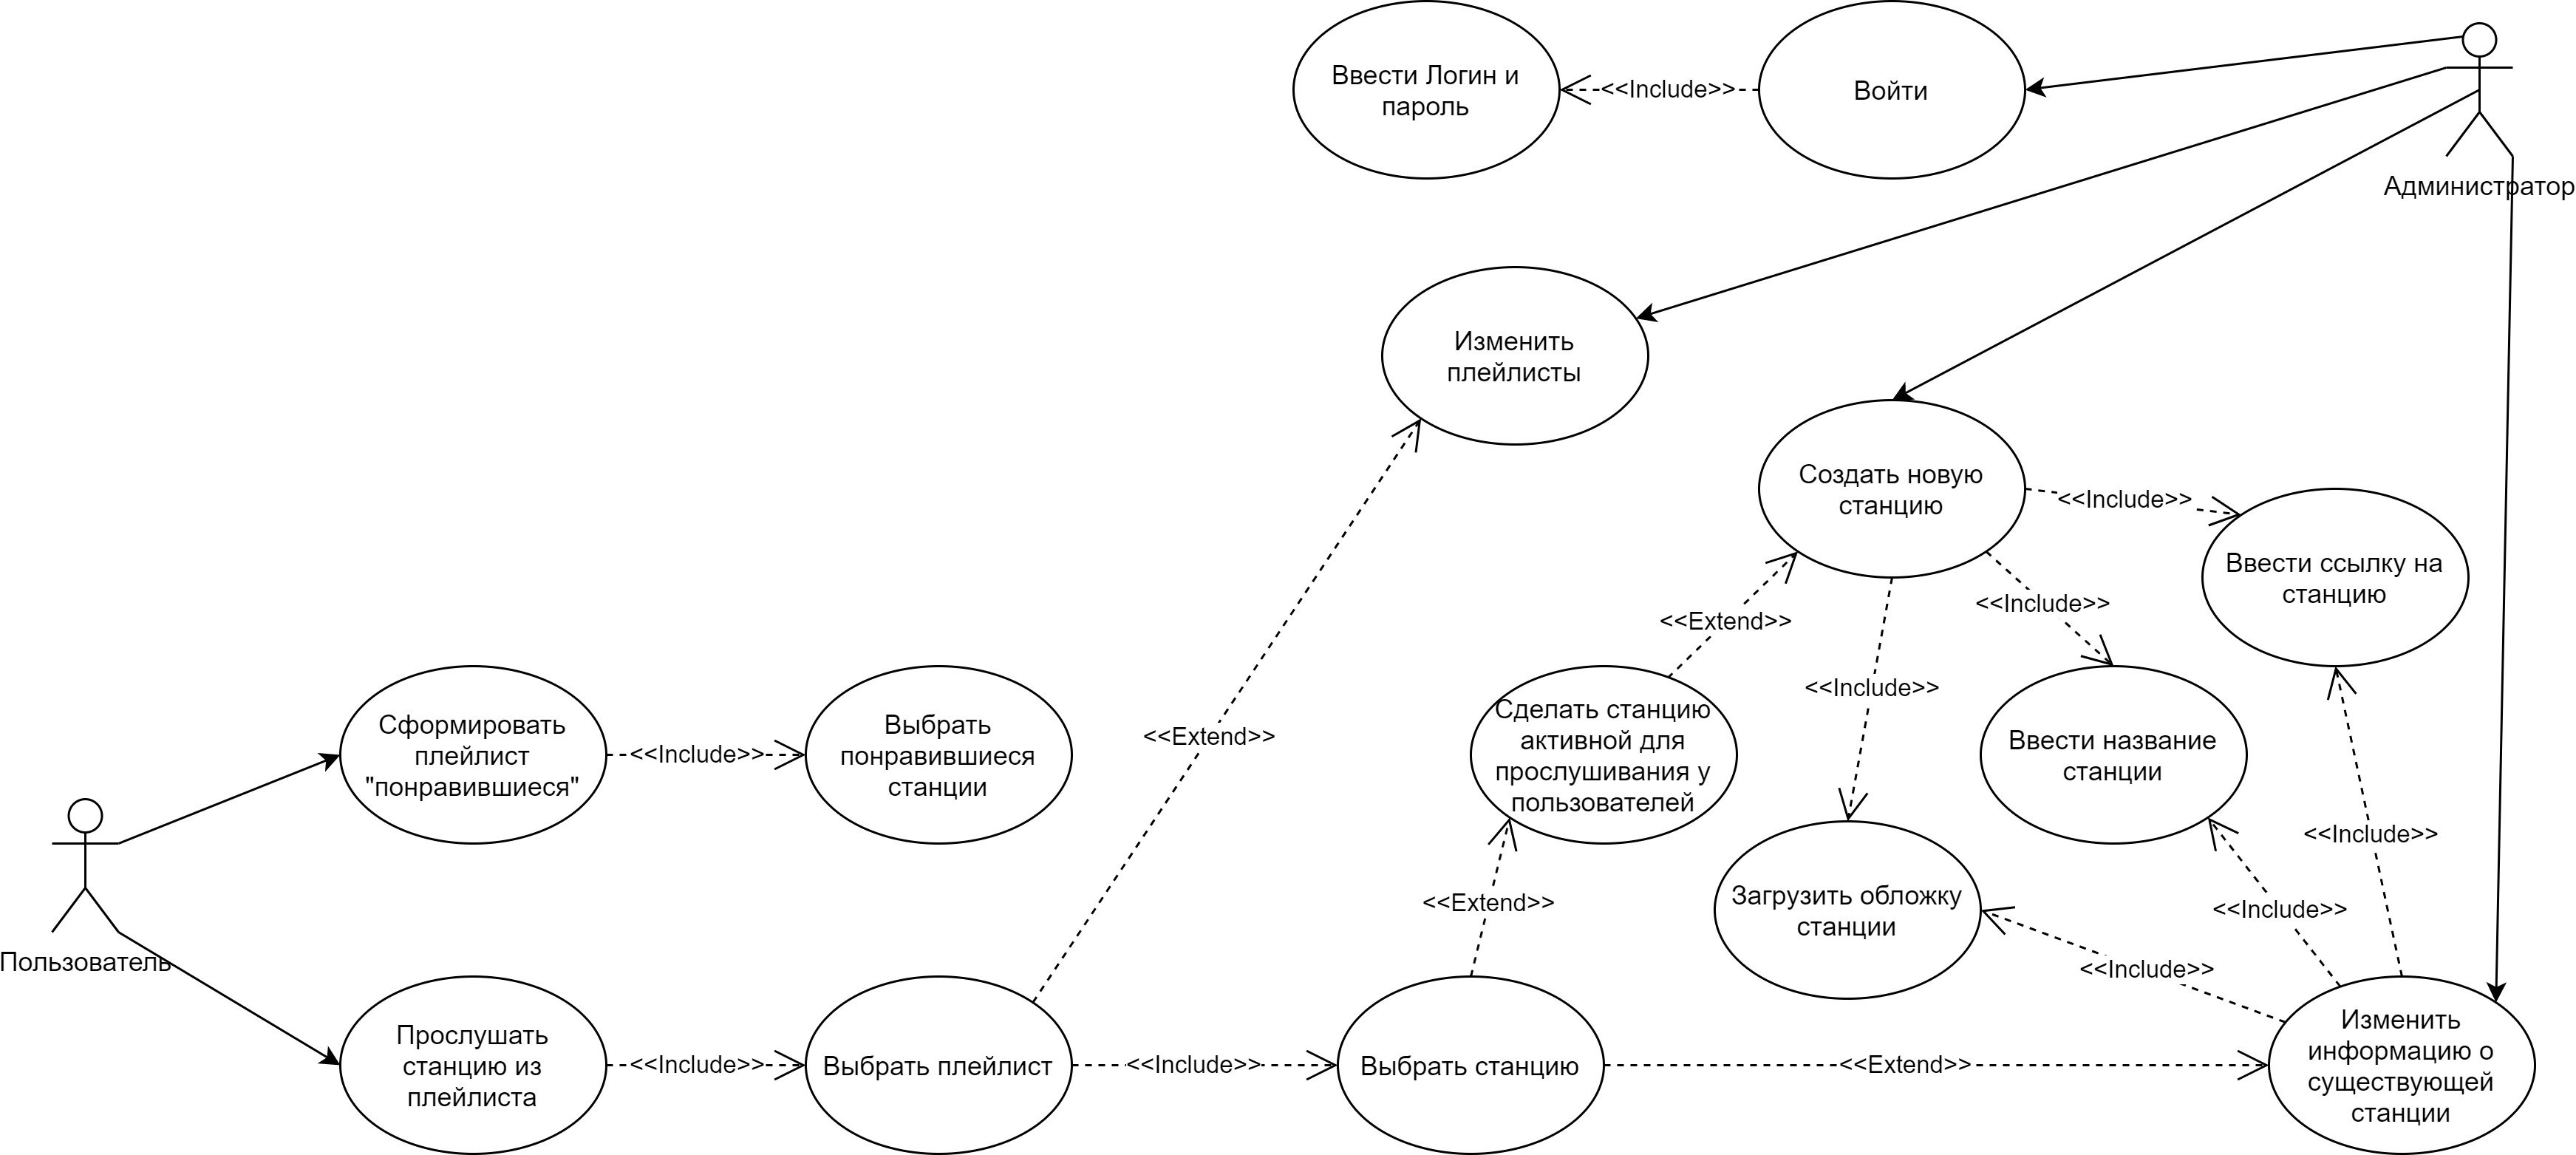 Ввести Логин и
пароль
<<Include>>
Войти
Администратор
Изменить
плейлисты
Создать новую
станцию
<<Include>>
Ввести ссылку на
станцию
<<Extend>>
<<Include>>
<<Include>>
Сформировать
плейлист
"понравившиеся"
<<Include>>
Выбрать
понравившиеся
станции
<<Extend>>
Сделать станцию
активной для
прослушивания у
пользователей
Ввести название
станции
<<Include>>
<<Extend>>
Загрузить обложку
станции
<<Include>>
<<Include>>
Пользователь
Прослушать
станцию из
плейлиста
<<Include>>
Выбрать плейлист
<<Include>>
Выбрать станцию
<<Extend>>
Изменить
информацию о
существующей
станции